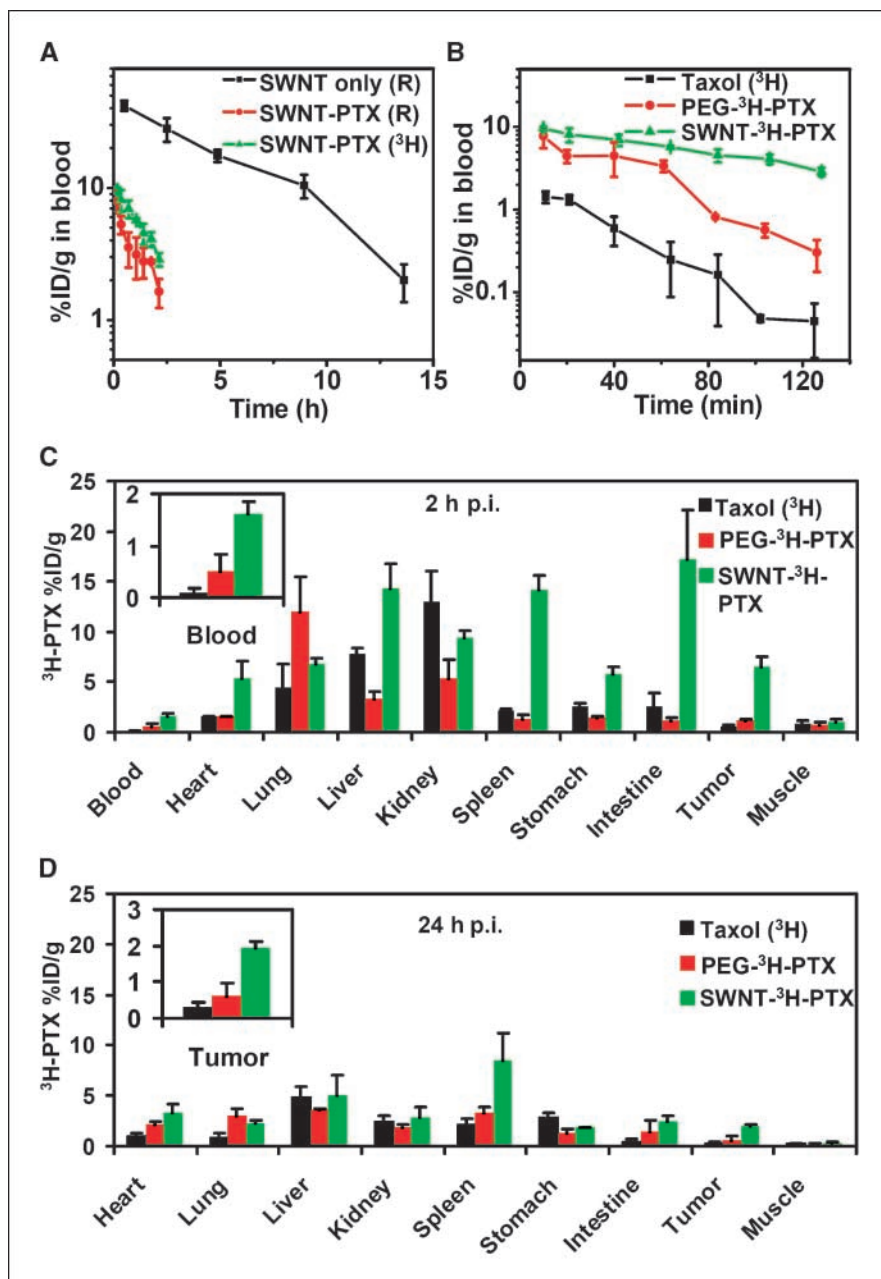 A
SWNT only (R)
SWNT-PTX (R)
SWNT-PTX (³H)
%ID/g in blood
10
1
0
5
10
15
Time (h)
B
Taxol (³H)
PEG-³H-PTX
SWNT-³H-PTX
%ID/g in blood
10
1
0.1
0
40
80
120
Time (min)
C
2 h p.i.
Taxol (³H)
PEG-³H-PTX
SWNT-³H-
PTX
³H-PTX %ID/g
25
20
15
10
5
0
2
1
0
Blood
Blood
Heart
Lung
Liver
Kidney
Spleen
Stomach
Intestine
Tumor
Muscle
D
24 h p.i.
Taxol (³H)
PEG-³H-PTX
SWNT-³H-PTX
³H-PTX %ID/g
25
20
15
10
5
0
3
2
1
0
Tumor
Heart
Lung
Liver
Kidney
Spleen
Stomach
Intestine
Tumor
Muscle